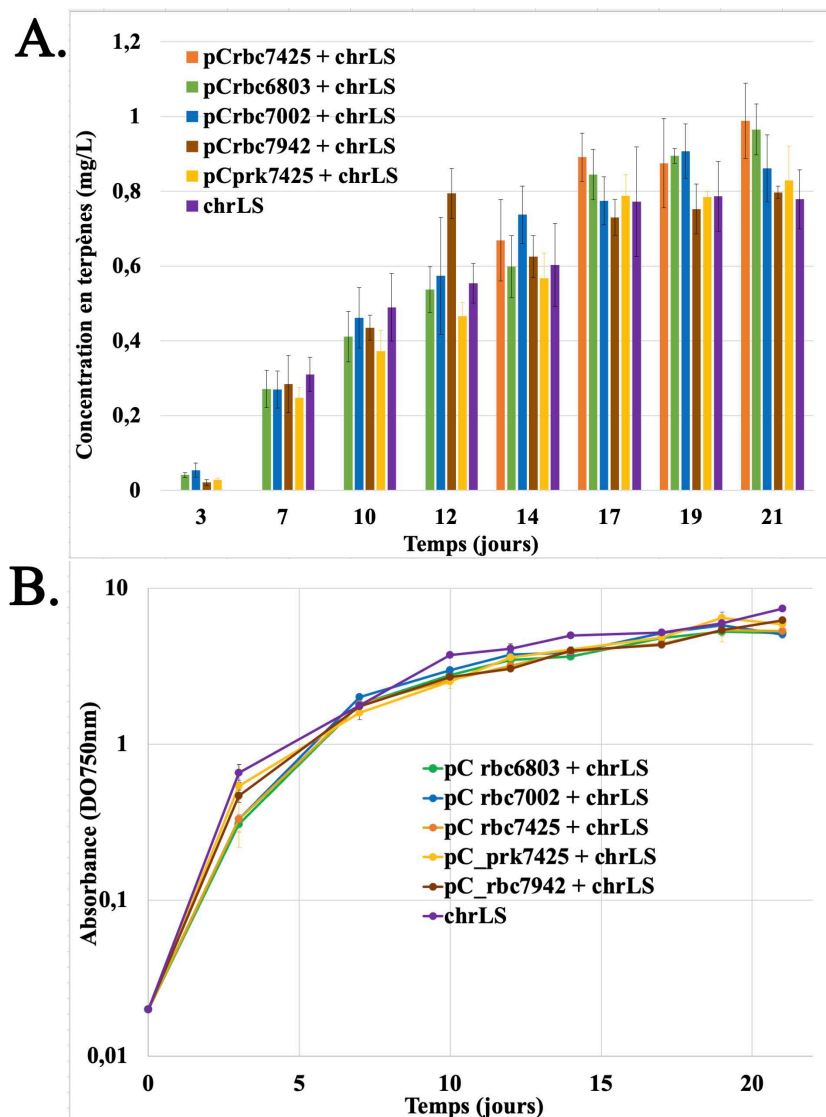 A.
1,2
1
0,8
0,6
0,4
0,2
0
Concentration en terpènes (mg/L)
pCrbc7425 + chrLS
pCrbc6803 + chrLS
pCrbc7002 + chrLS
pCrbc7942 + chrLS
pCprk7425 + chrLS
chrLS
3 7 10 12 14 17 19 21
Temps (jours)
B.
10
1
0,1
0,01
Absorbance (DO750nm)
pC rbc6803 + chrLS
pC rbc7002 + chrLS
pC rbc7425 + chrLS
pC_prk7425 + chrLS
pC_rbc7942 + chrLS
chrLS
0 5 10 15 20
Temps (jours)